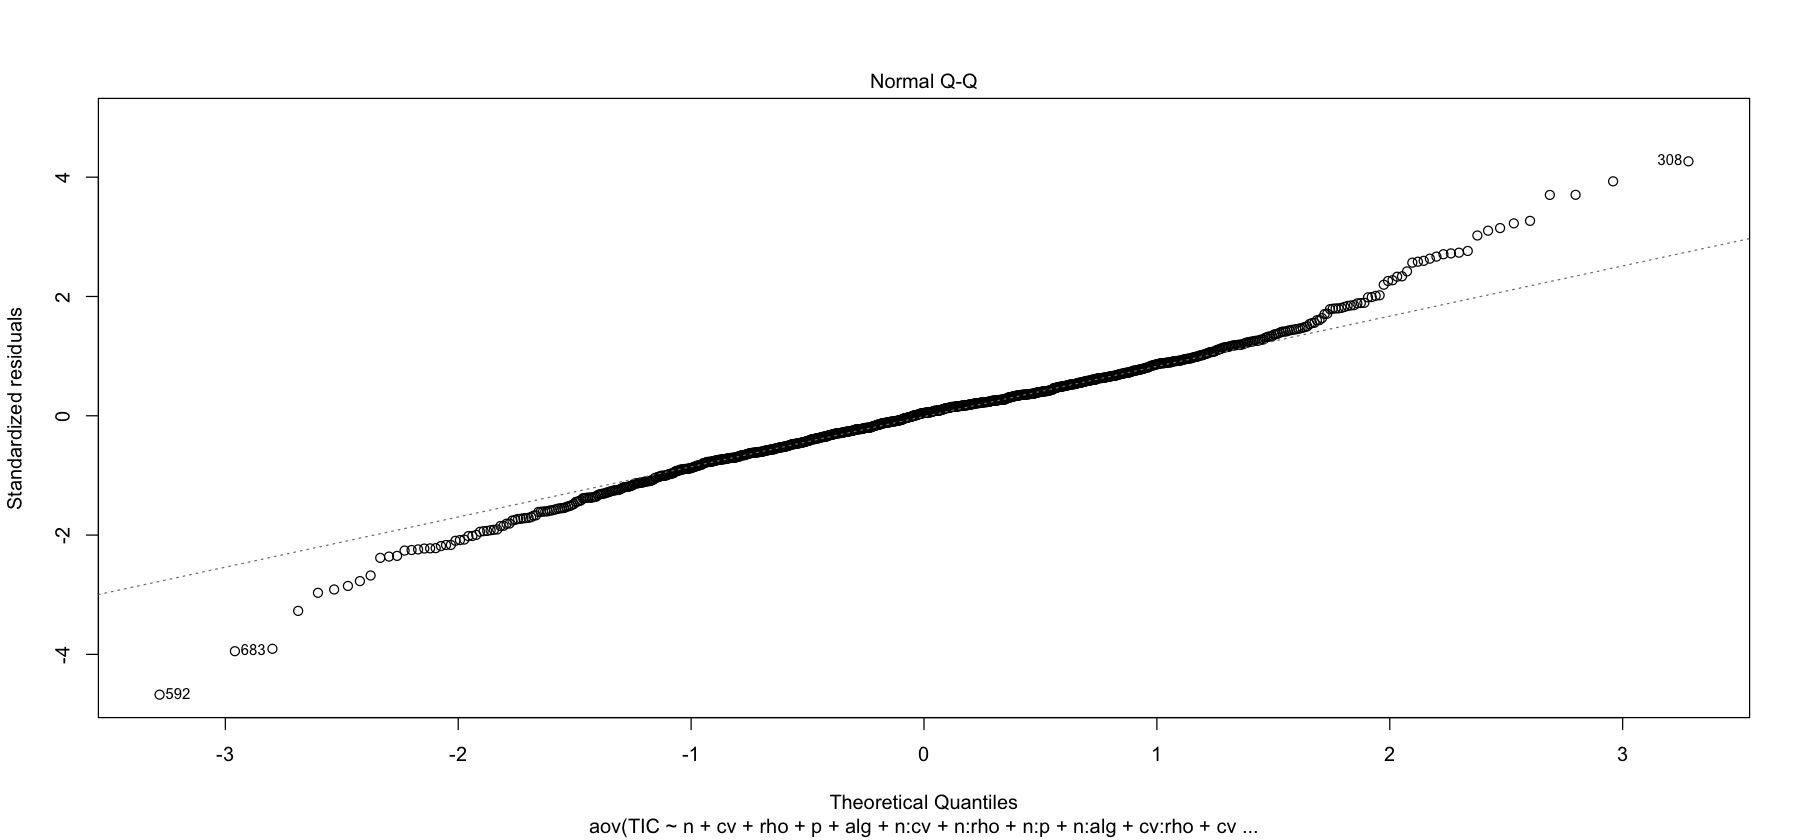 Normal Q-Q
Standardized residuals
4
2
0
-2
-4
308
683
592
-3 -2 -1 0 1 2 3
Theoretical Quantiles
aov(TIC ~ n + cv + rho + p + alg + n:cv + n:rho + n:p + n:alg + cv:rho + cv ...